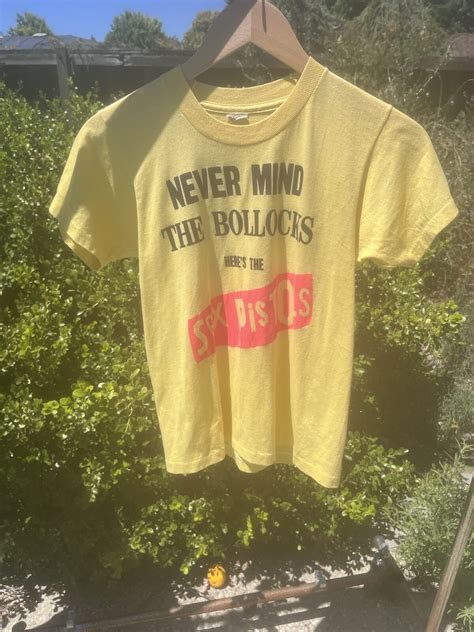 NEVER MIND
THE BOLLOCKS
HERE'S THE
SeX PisTOLs